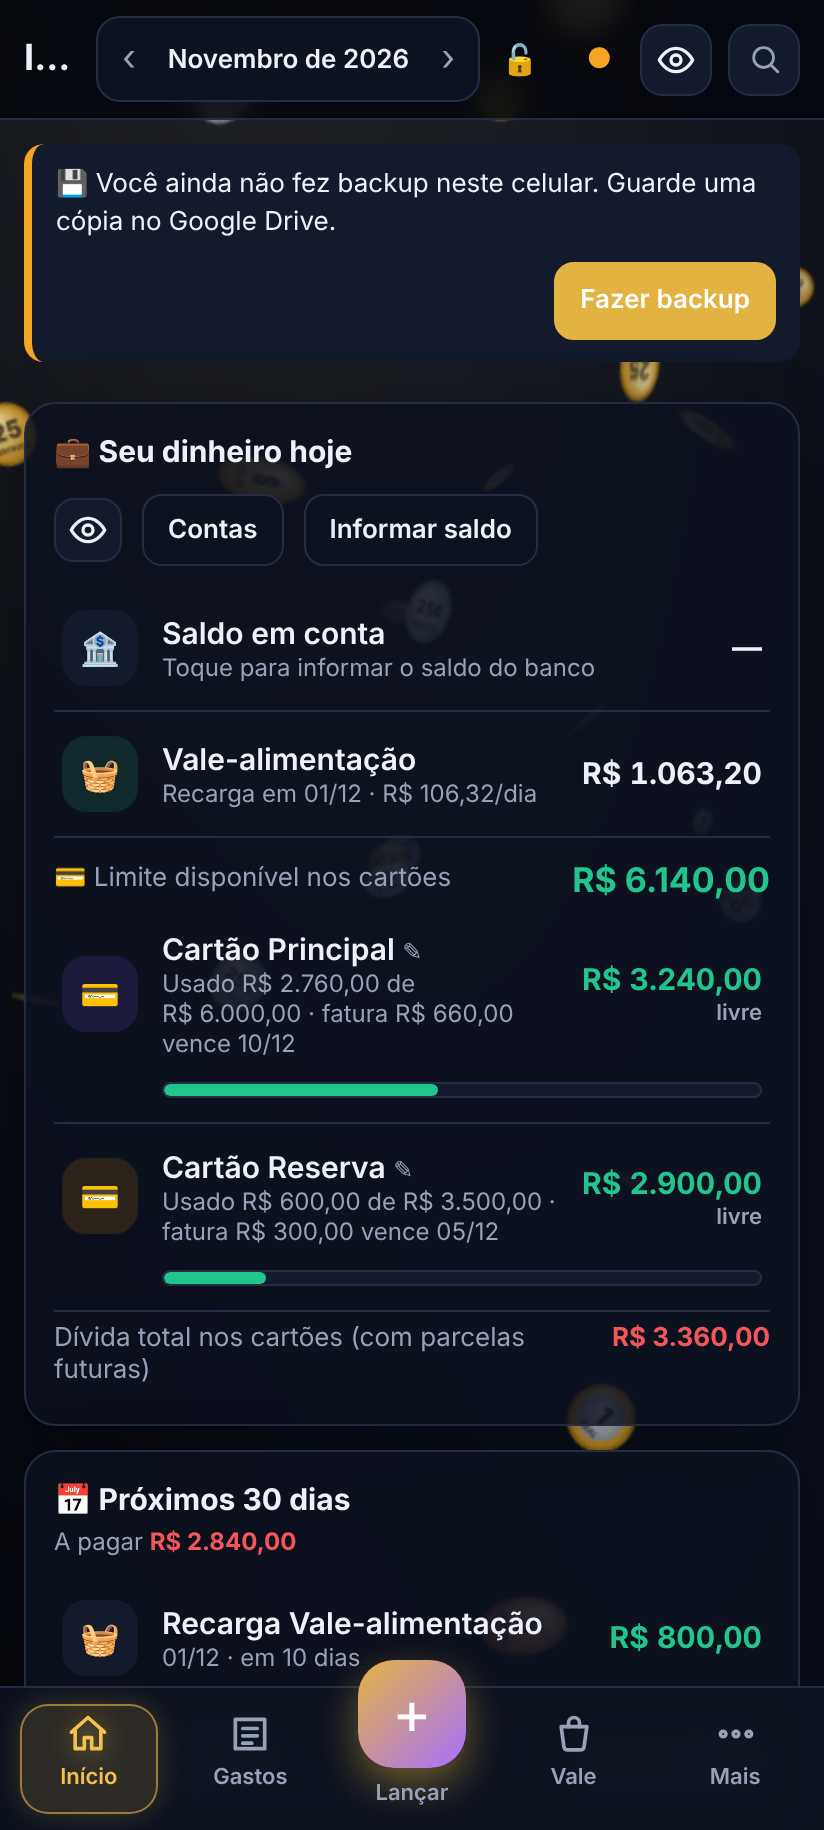 I...
Novembro de 2026
Você ainda não fez backup neste celular. Guarde uma
cópia no Google Drive.
Fazer backup
Seu dinheiro hoje
Contas
Informar saldo
Saldo em conta
Toque para informar o saldo do banco
—
Vale-alimentação
Recarga em 01/12 · R$ 106,32/dia
R$ 1.063,20
Limite disponível nos cartões
R$ 6.140,00
Cartão Principal ✎
Usado R$ 2.760,00 de
R$ 6.000,00 · fatura R$ 660,00
vence 10/12
R$ 3.240,00
livre
Cartão Reserva ✎
Usado R$ 600,00 de R$ 3.500,00 ·
fatura R$ 300,00 vence 05/12
R$ 2.900,00
livre
Dívida total nos cartões (com parcelas
futuras)
R$ 3.360,00
Próximos 30 dias
A pagar R$ 2.840,00
Recarga Vale-alimentação
01/12 · em 10 dias
R$ 800,00
Início
Gastos
+
Lançar
Vale
Mais